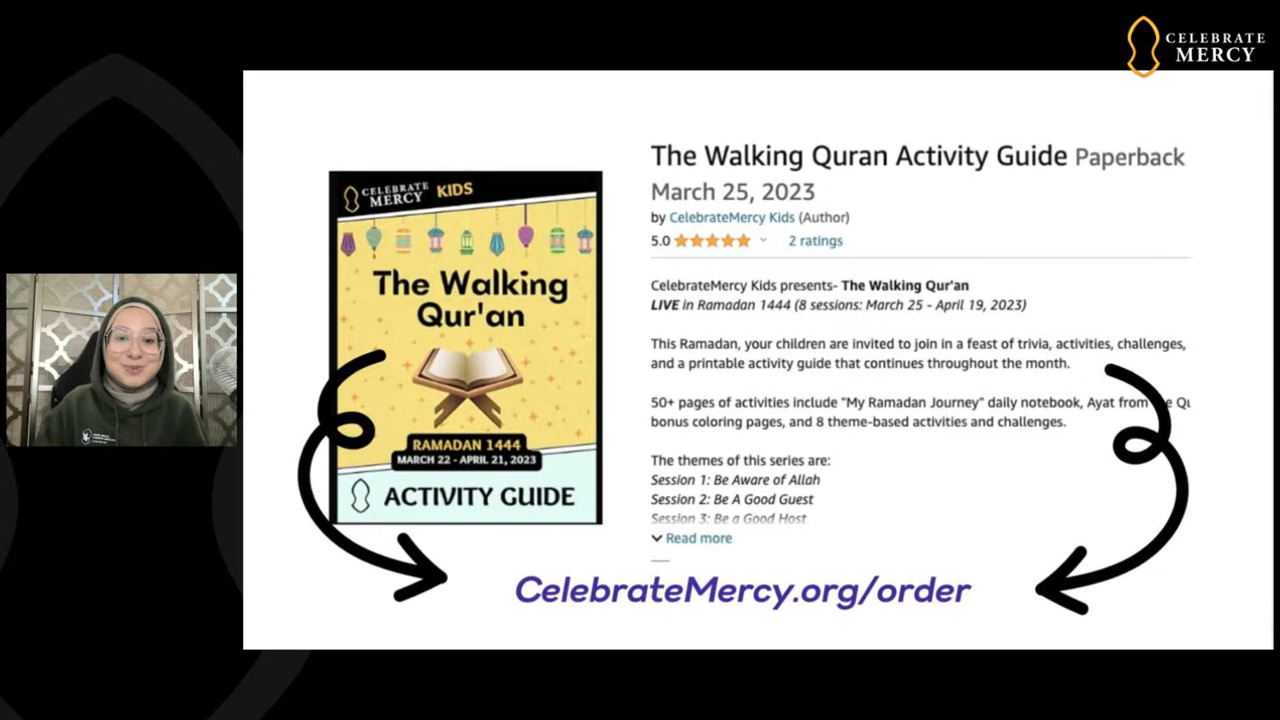 CELEBRATE
MERCY
The Walking Quran Activity Guide Paperback
March 25, 2023
by CelebrateMercy Kids (Author)
5.0
2 ratings
CelebrateMercy Kids presents- The Walking Qur'an
LIVE in Ramadan 1444 (8 sessions: March 25 - April 19, 2023)
This Ramadan, your children are invited to join in a feast of trivia, activities, challenges,
and a printable activity guide that continues throughout the month.
50+ pages of activities include "My Ramadan Journey" daily notebook, Ayat from
bonus coloring pages, and 8 theme-based activities and challenges.
The themes of this series are:
Session 1: Be Aware of Allah
Session 2: Be A Good Guest
Session 3: Be a Good Host
Read more
CELEBRATE
MERCY KIDS
The Walking
Qur'an
RAMADAN 1444
MARCH 22 - APRIL 21, 2023
ACTIVITY GUIDE
CelebrateMercy.org/order